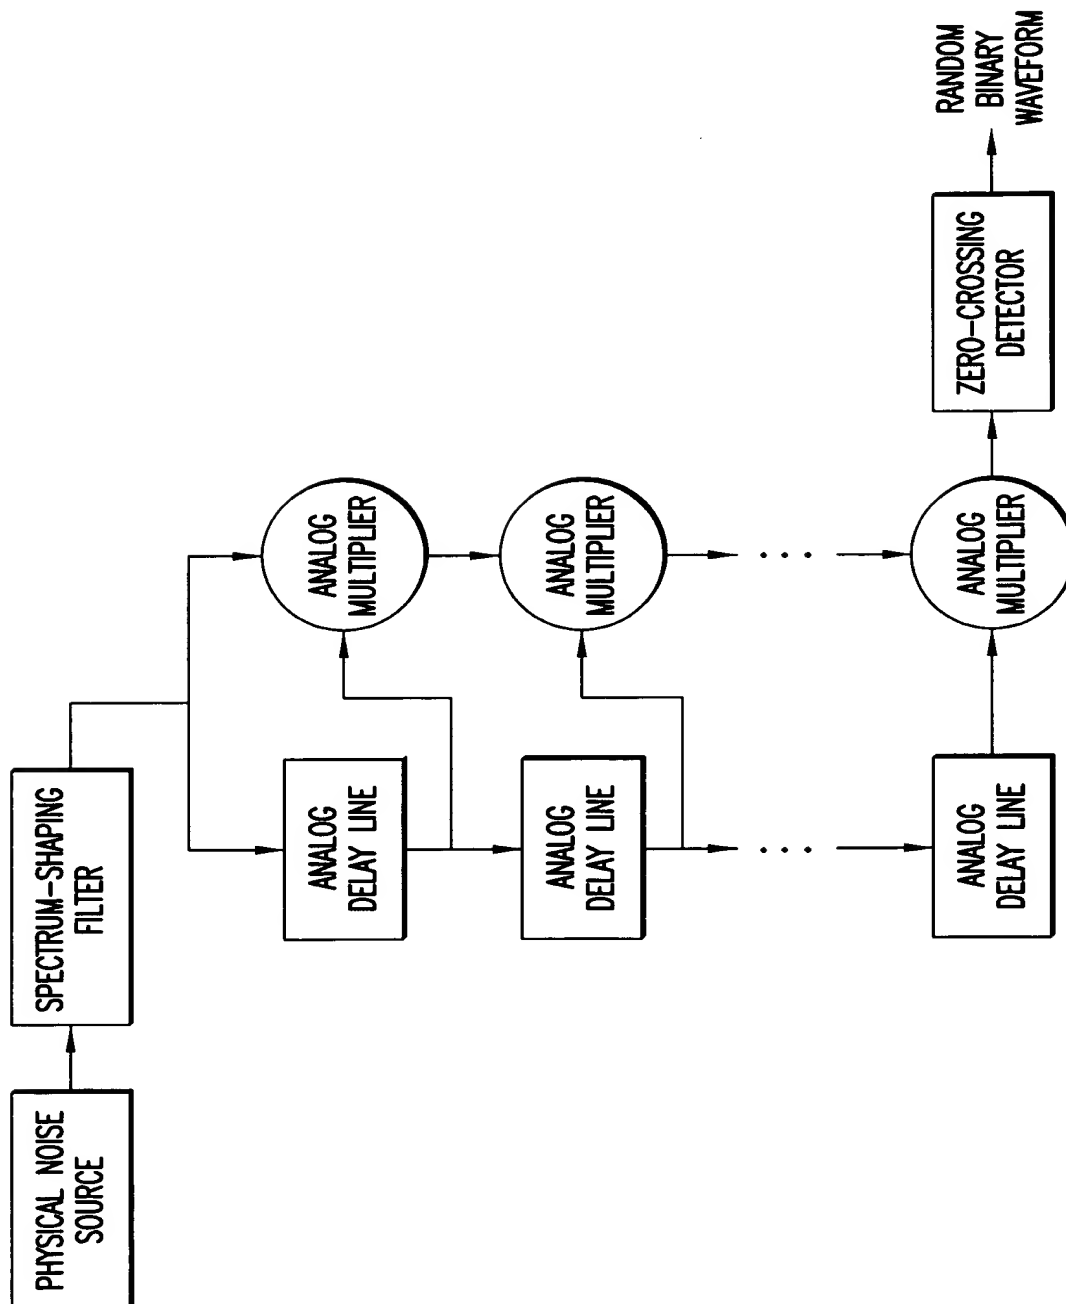 PHYSICAL NOISE
SOURCE
SPECTRUM-SHAPING
FILTER
ANALOG
DELAY LINE
ANALOG
MULTIPLIER
ANALOG
DELAY LINE
ANALOG
MULTIPLIER
. . .
. . .
ANALOG
DELAY LINE
ANALOG
MULTIPLIER
ZERO-CROSSING
DETECTOR
RANDOM
BINARY
WAVEFORM